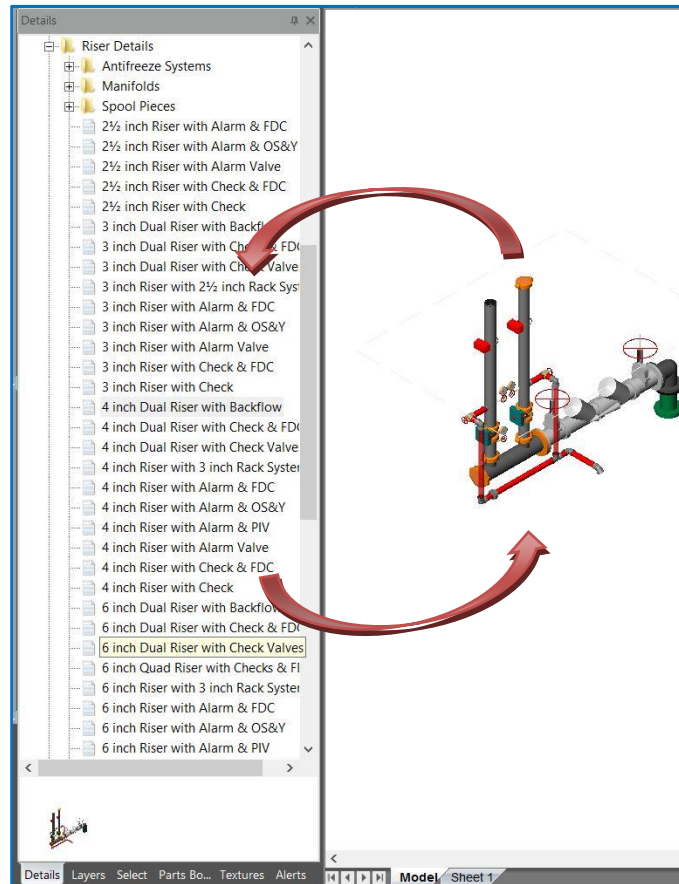 Details
Riser Details
Antifreeze Systems
Manifolds
Spool Pieces
2½ inch Riser with Alarm & FDC
2½ inch Riser with Alarm & OS&Y
2½ inch Riser with Alarm Valve
2½ inch Riser with Check & FDC
2½ inch Riser with Check
3 inch Dual Riser with Backfl
3 inch Dual Riser with Ch & FD
3 inch Dual Riser with Ch Valve
3 inch Riser with 2½ inch Rack Sys
3 inch Riser with Alarm & FDC
3 inch Riser with Alarm & OS&Y
3 inch Riser with Alarm Valve
3 inch Riser with Check & FDC
3 inch Riser with Check
4 inch Dual Riser with Backflow
4 inch Dual Riser with Check & FD
4 inch Dual Riser with Check Valve
4 inch Riser with 3 inch Rack Syster
4 inch Riser with Alarm & FDC
4 inch Riser with Alarm & OS&Y
4 inch Riser with Alarm & PIV
4 inch Riser with Alarm Valve
4 inch Riser with Check & FDC
4 inch Riser with Check
6 inch Dual Riser with Backflow
6 inch Dual Riser with Check & FD
6 inch Dual Riser with Check Valves
6 inch Quad Riser with Checks & F
6 inch Riser with 3 inch Rack Syster
6 inch Riser with Alarm & FDC
6 inch Riser with Alarm & OS&Y
6 inch Riser with Alarm & PIV
Details Layers Select Parts Bo... Textures Alerts
Model Sheet 1